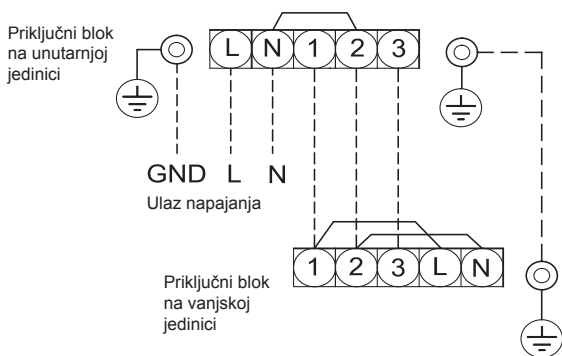 Priključni blok
na unutarnjoj
jedinici
L N 1 2 3
GND L N
Ulaz napajanja
1 2 3 L N
Priključni blok
na vanjskoj
jedinici